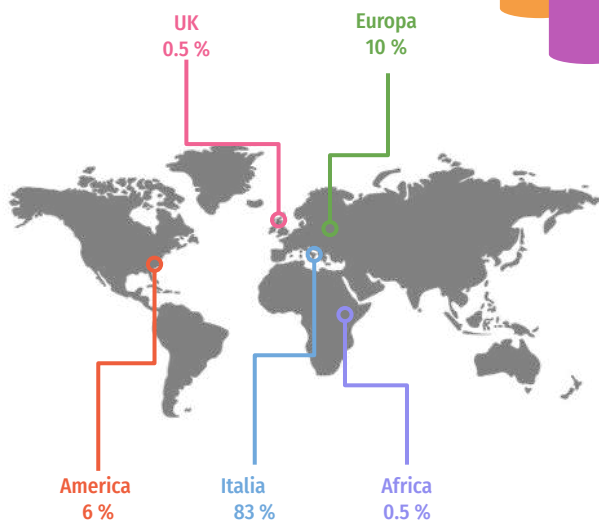 UK
0.5 %
Europa
10 %
America
6 %
Italia
83 %
Africa
0.5 %